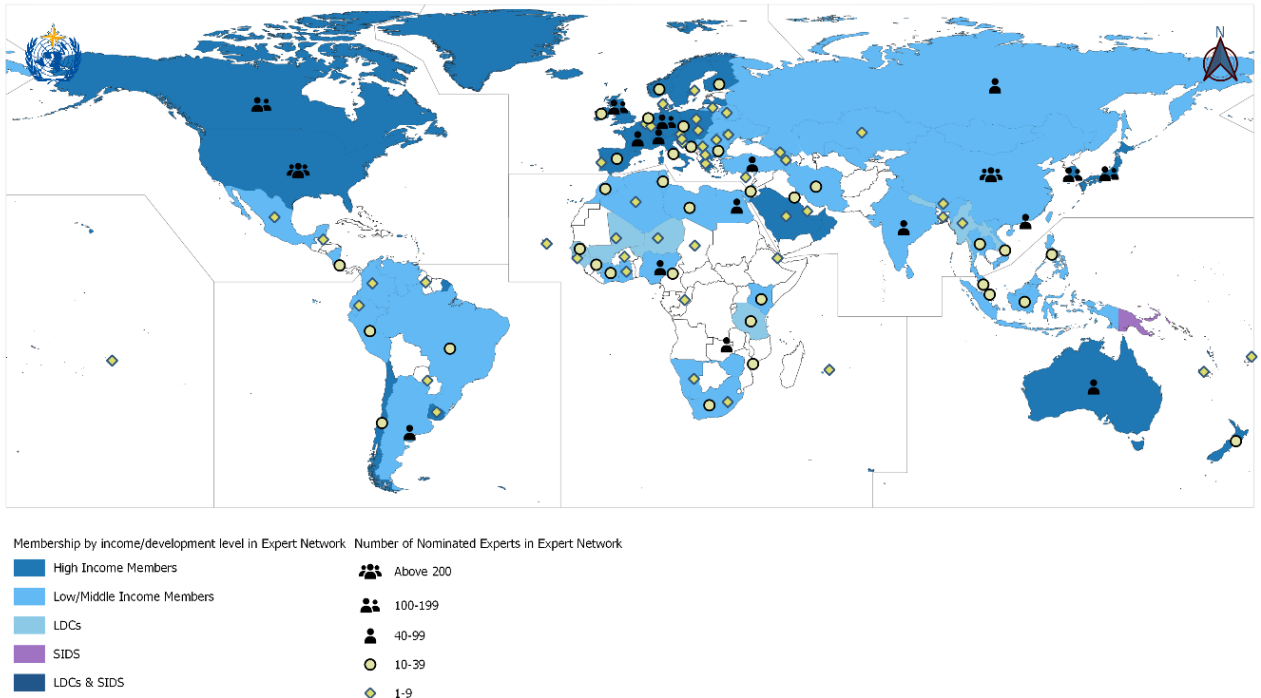 N
Membership by income/development level in Expert Network
High Income Members
Low/Middle Income Members
LDCs
SIDS
LDCs & SIDS
Number of Nominated Experts in Expert Network
Above 200
100-199
40-99
10-39
1-9